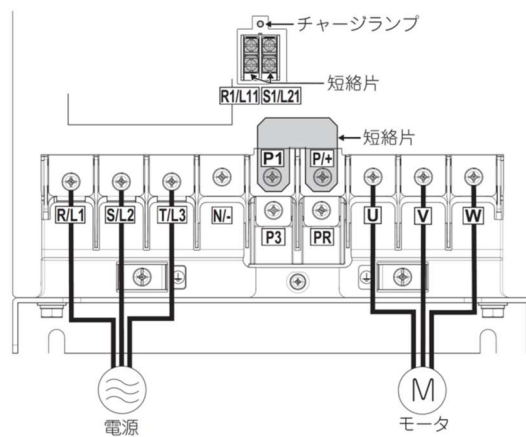 チャージランプ
短絡片
R1/L11 S1/L21
短絡片
P1 P/+
R/L1 S/L2 T/L3 N/- P3 PR U V W
電源
M
モータ